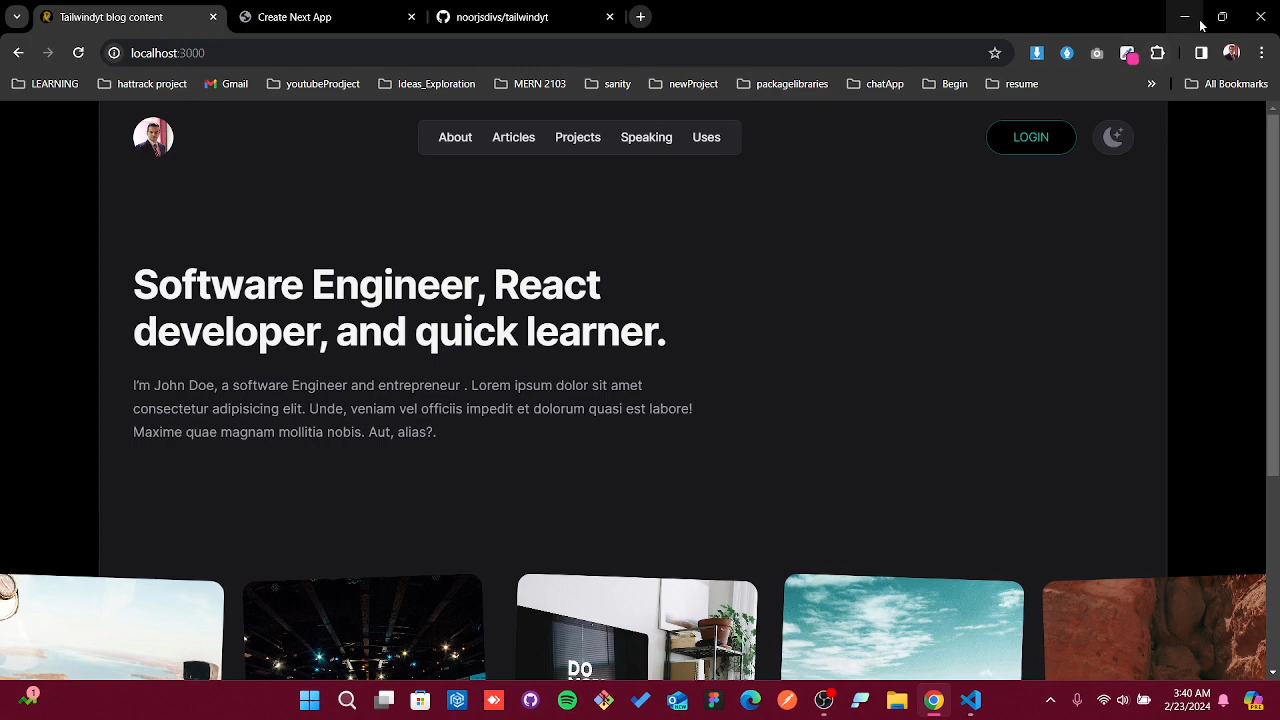 Tailwindyt blog content
Create Next App
noorjsdivs/tailwindyt
localhost:3000
LEARNING
hattrack project
Gmail
youtubeProdject
Ideas_Exploration
MERN 2103
sanity
newProject
packagelibraries
chatApp
Begin
resume
All Bookmarks
About
Articles
Projects
Speaking
Uses
LOGIN
Software Engineer, React
developer, and quick learner.
I'm John Doe, a software Engineer and entrepreneur . Lorem ipsum dolor sit amet
consectetur adipisicing elit. Unde, veniam vel officiis impedit et dolorum quasi est labore!
Maxime quae magnam mollitia nobis. Aut, alias?.
DO
1
NEW
3:40 AM
2/23/2024
PRE